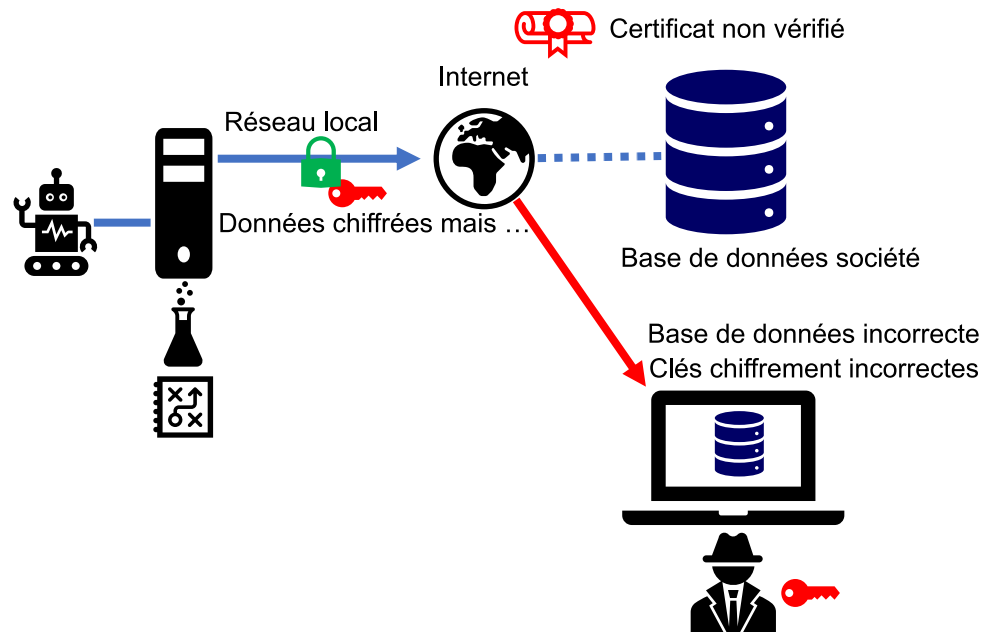 Certificat non vérifié
Internet
Réseau local
Données chiffrées mais …
Base de données société
Base de données incorrecte
Clés chiffrement incorrectes